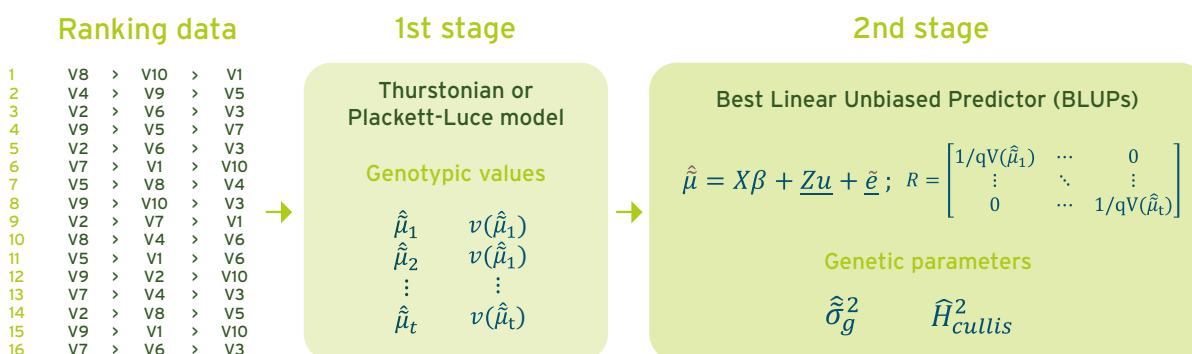 Ranking data
1 V8 > V10 > V1
2 V4 > V9 > V5
3 V2 > V6 > V3
4 V9 > V5 > V7
5 V2 > V6 > V3
6 V7 > V1 > V10
7 V5 > V8 > V4
8 V9 > V10 > V3
9 V2 > V7 > V1
10 V8 > V4 > V6
11 V5 > V1 > V6
12 V9 > V2 > V10
13 V7 > V4 > V3
14 V2 > V8 > V5
15 V9 > V1 > V10
16 V7 > V6 > V3
1st stage
Thurstonian or
Plackett-Luce model
Genotypic values
μ̃̂₁ v(μ̃̂₁)
μ̃̂₂ v(μ̃̂₁)
⋮ ⋮
μ̃̂ₜ v(μ̃̂ₜ)
2nd stage
Best Linear Unbiased Predictor (BLUPs)
μ̃̂ = Xβ + Zu + ẽ ; R = [1/qV(μ̃̂₁) ⋯ 0
⋮ ⋱ ⋮
0 ⋯ 1/qV(μ̃̂ₜ)]
Genetic parameters
σ̃̂²g Ĥ²cullis